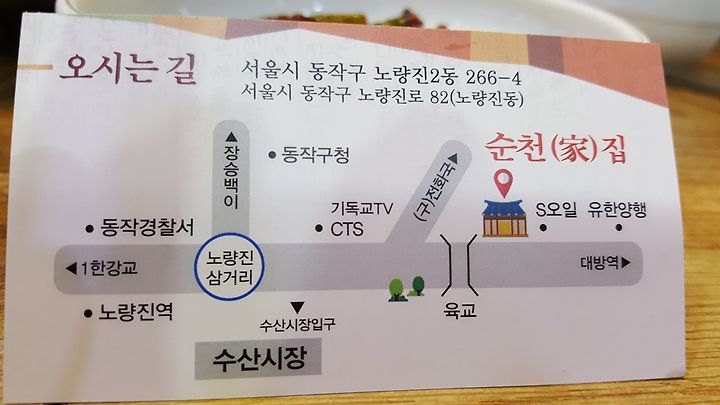 오시는 길
서울시 동작구 노량진2동 266-4
서울시 동작구 노량진로 82(노량진동)
순천(家)집
▲장승백이
• 동작구청
(구)전화국▶
기독교TV
• CTS
S오일
유한양행
• 동작경찰서
노량진
삼거리
◀1한강교
대방역▶
• 노량진역
▼
수산시장입구
육교
수산시장